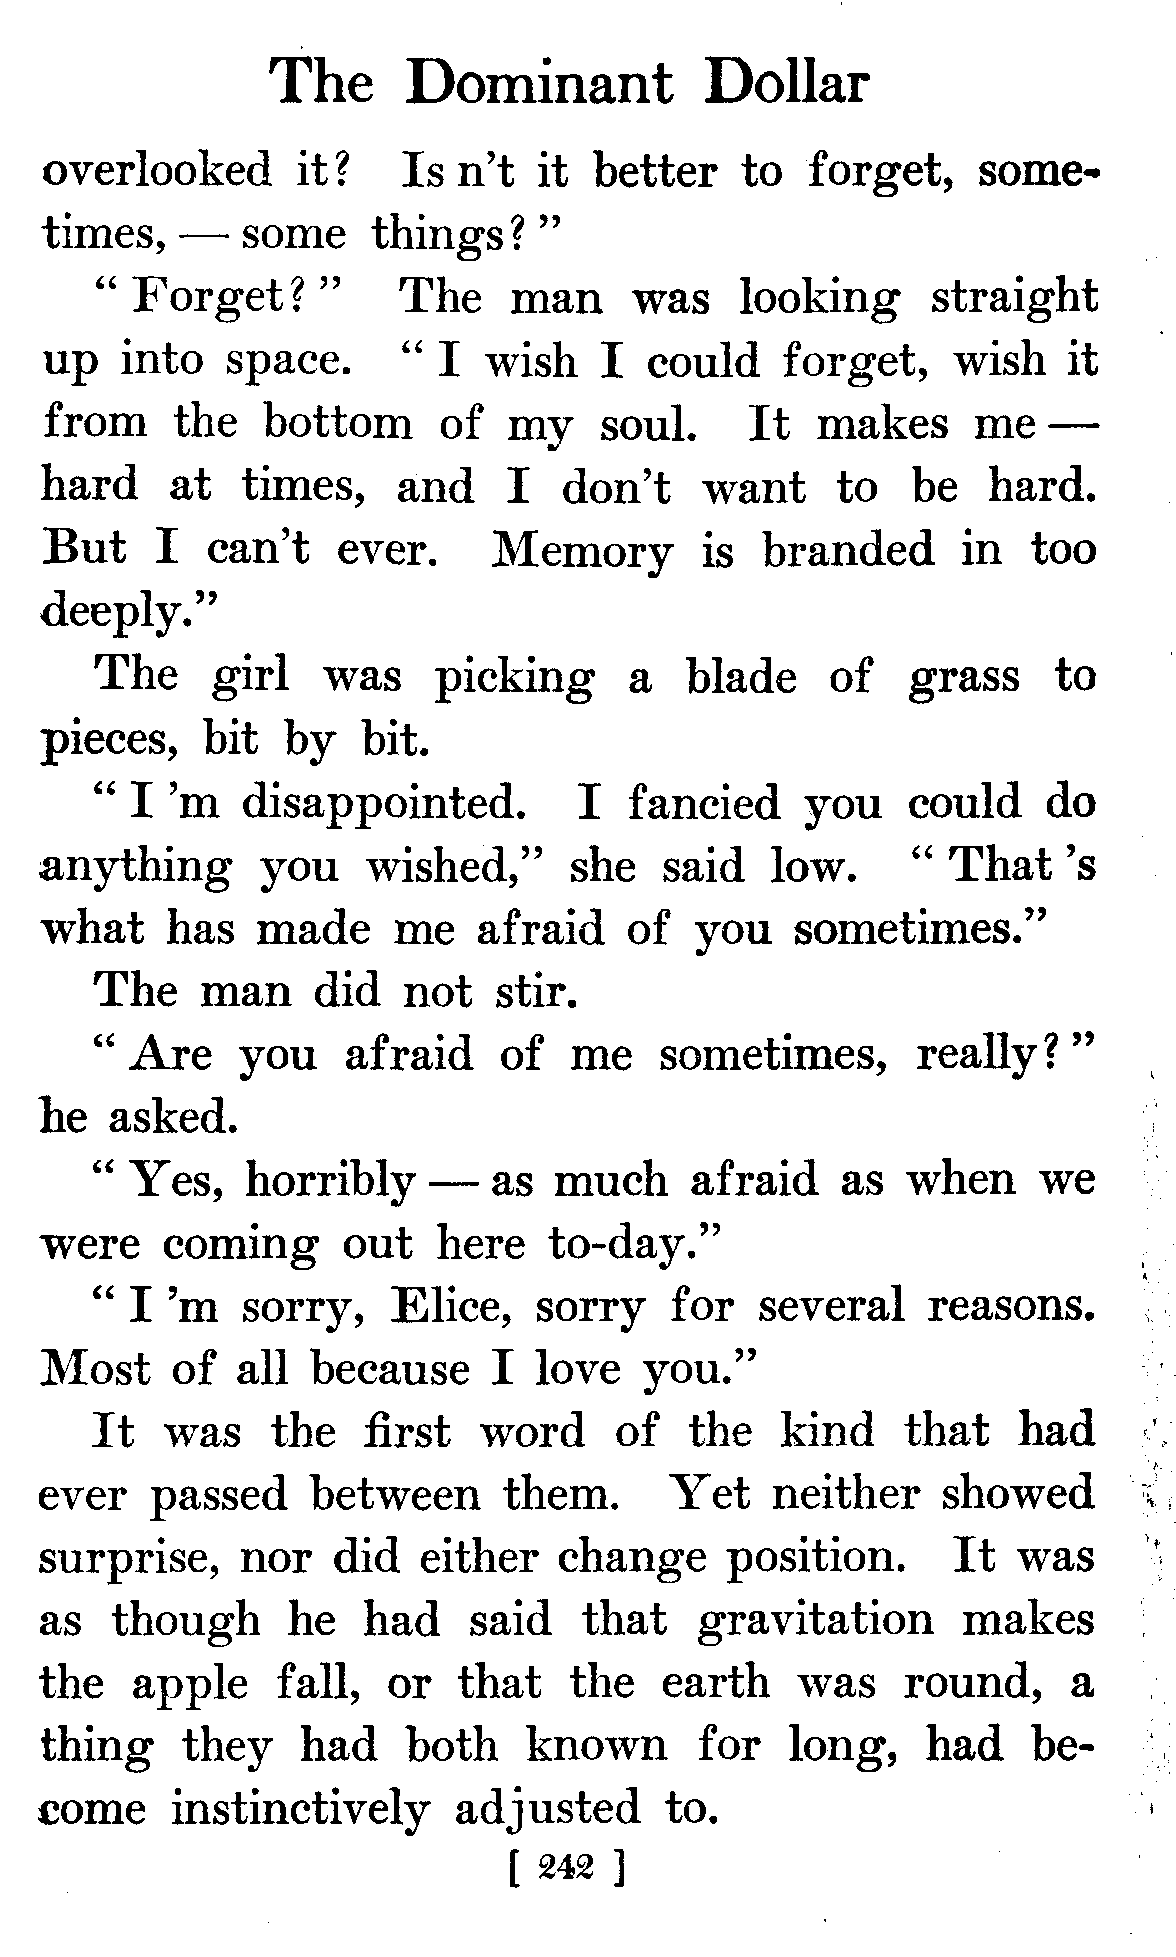 The Dominant Dollar
overlooked it? Is n't it better to forget, some-
times, — some things?"
"Forget?" The man was looking straight
up into space. "I wish I could forget, wish it
from the bottom of my soul. It makes me —
hard at times, and I don't want to be hard.
But I can't ever. Memory is branded in too
deeply."
The girl was picking a blade of grass to
pieces, bit by bit.
"I 'm disappointed. I fancied you could do
anything you wished," she said low. "That 's
what has made me afraid of you sometimes."
The man did not stir.
"Are you afraid of me sometimes, really?"
he asked.
"Yes, horribly — as much afraid as when we
were coming out here to-day."
"I 'm sorry, Elice, sorry for several reasons.
Most of all because I love you."
It was the first word of the kind that had
ever passed between them. Yet neither showed
surprise, nor did either change position. It was
as though he had said that gravitation makes
the apple fall, or that the earth was round, a
thing they had both known for long, had be-
come instinctively adjusted to.
[ 242 ]